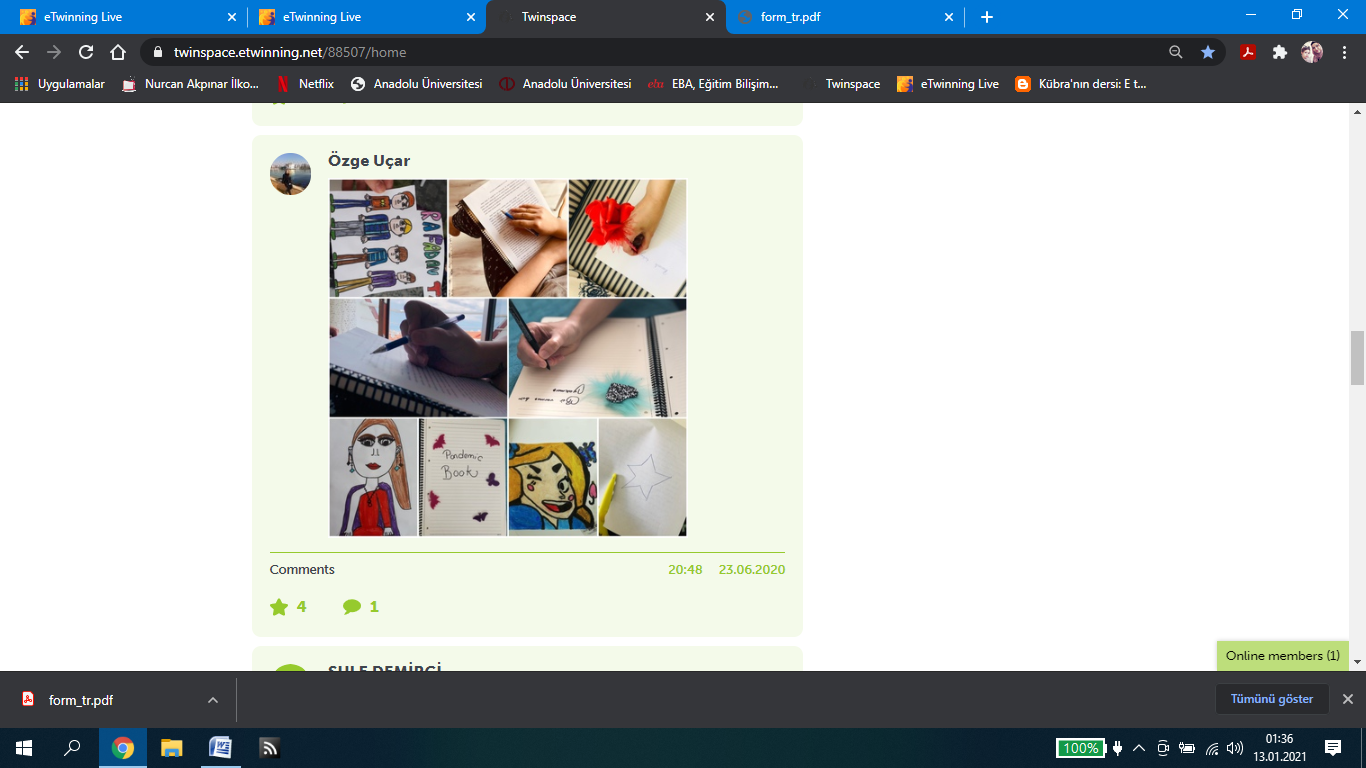 eTwinning Live
eTwinning Live
Twinspace
form_tr.pdf
twinspace.etwinning.net/88507/home
Uygulamalar
Nurcan Akpınar İlko...
Netflix
Anadolu Üniversitesi
Anadolu Üniversitesi
eba
EBA, Eğitim Bilişim...
Twinspace
eTwinning Live
Kübra'nın dersi: E t...
Özge Uçar
Pandemic
Book
Comments
20:48 23.06.2020
4 1
ŞULE DEMİRCİ
Online members (1)
form_tr.pdf
Tümünü göster
100%
01:36
13.01.2021